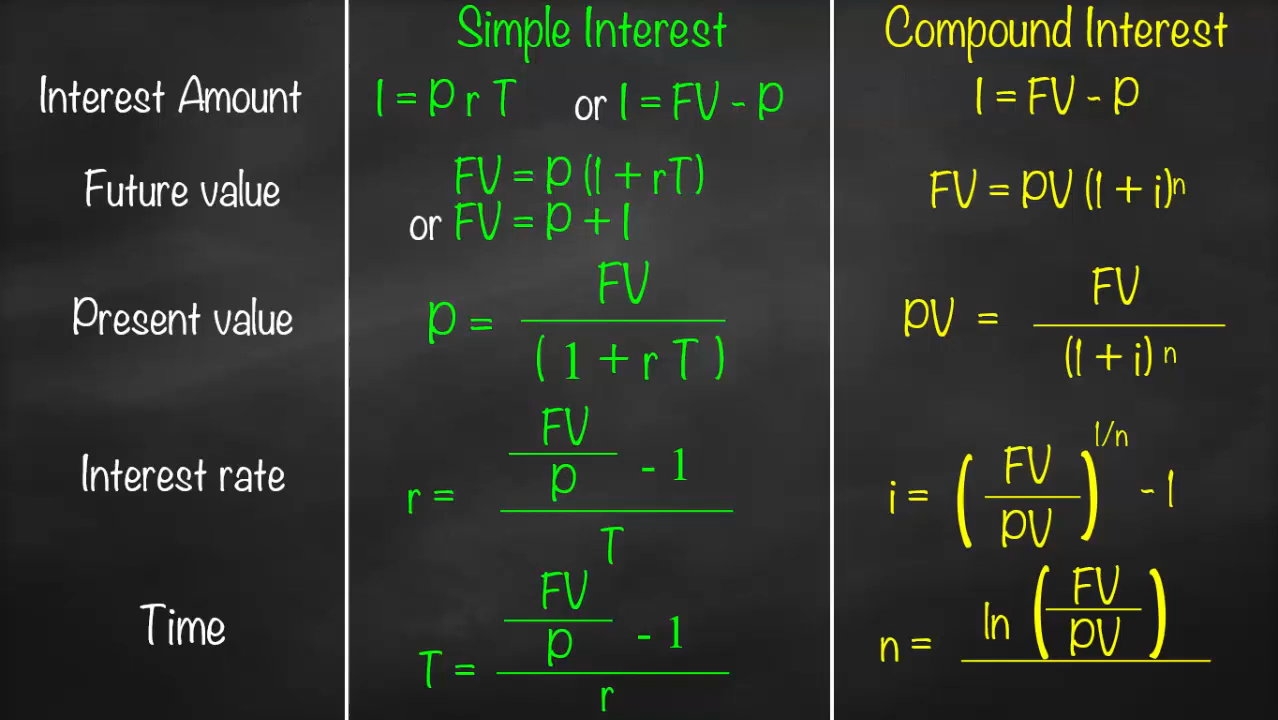 Simple Interest
Compound Interest
Interest Amount
I = P r T or I = FV - P
I = FV - P
Future value
FV = P (1 + rT)
or FV = P + I
FV = PV (1 + i)ⁿ
Present value
P = FV / ( 1 + r T )
PV = FV / (1 + i) ⁿ
Interest rate
r = (FV / P - 1) / T
i = (FV / PV)^1/n - 1
Time
T = (FV / P - 1) / r
n = ln (FV / PV)